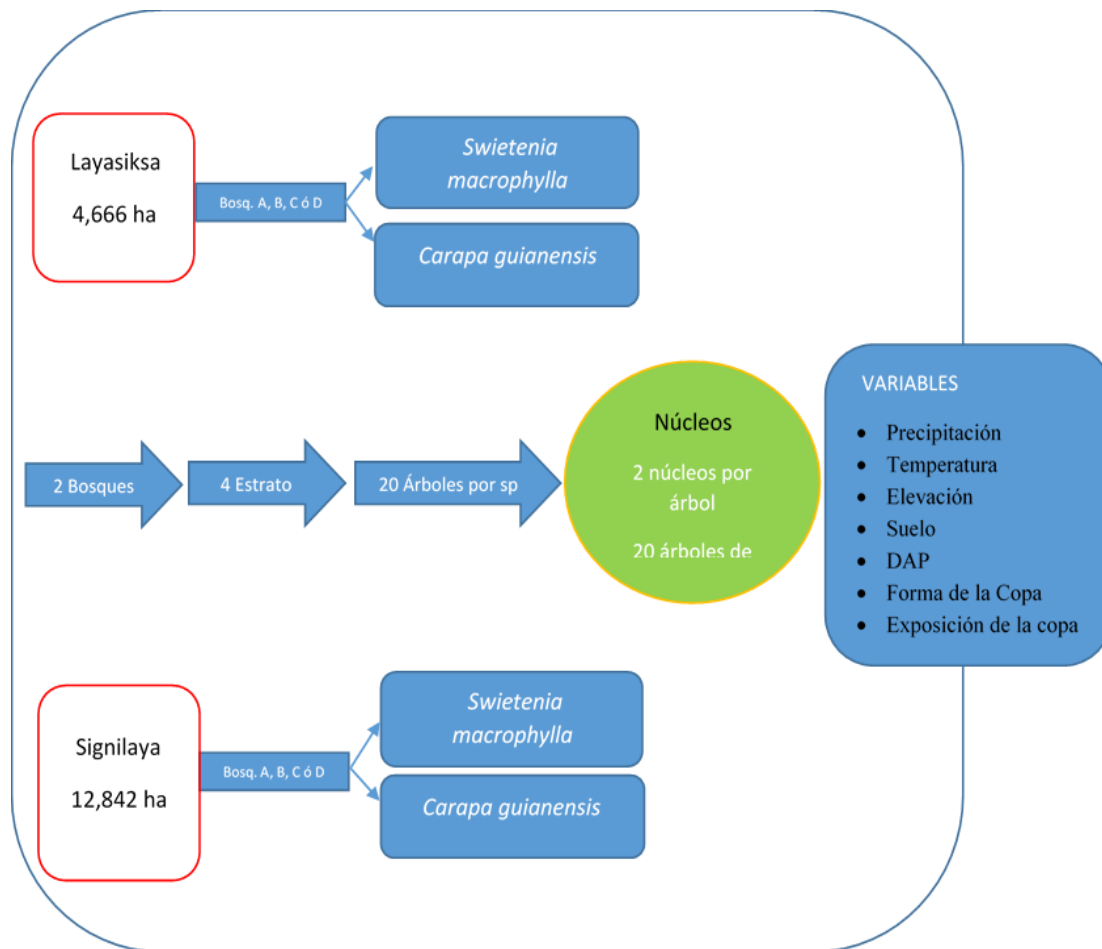 Layasiksa
4,666 ha
Bosq. A, B, C ó D
Swietenia
macrophylla
Carapa guianensis
2 Bosques
4 Estrato
20 Árboles por sp
Núcleos
2 núcleos por
árbol
20 árboles de
VARIABLES
• Precipitación
• Temperatura
• Elevación
• Suelo
• DAP
• Forma de la Copa
• Exposición de la copa
Signilaya
12,842 ha
Bosq. A, B, C ó D
Swietenia
macrophylla
Carapa guianensis